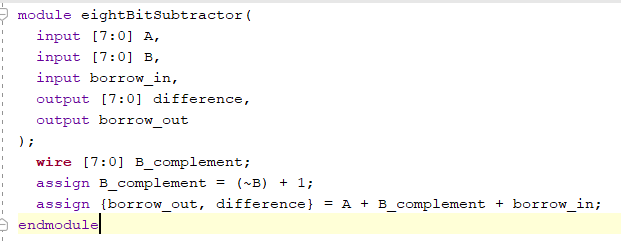 module eightBitSubtractor(
input [7:0] A,
input [7:0] B,
input borrow_in,
output [7:0] difference,
output borrow_out
);
wire [7:0] B_complement;
assign B_complement = (~B) + 1;
assign {borrow_out, difference} = A + B_complement + borrow_in;
endmodule